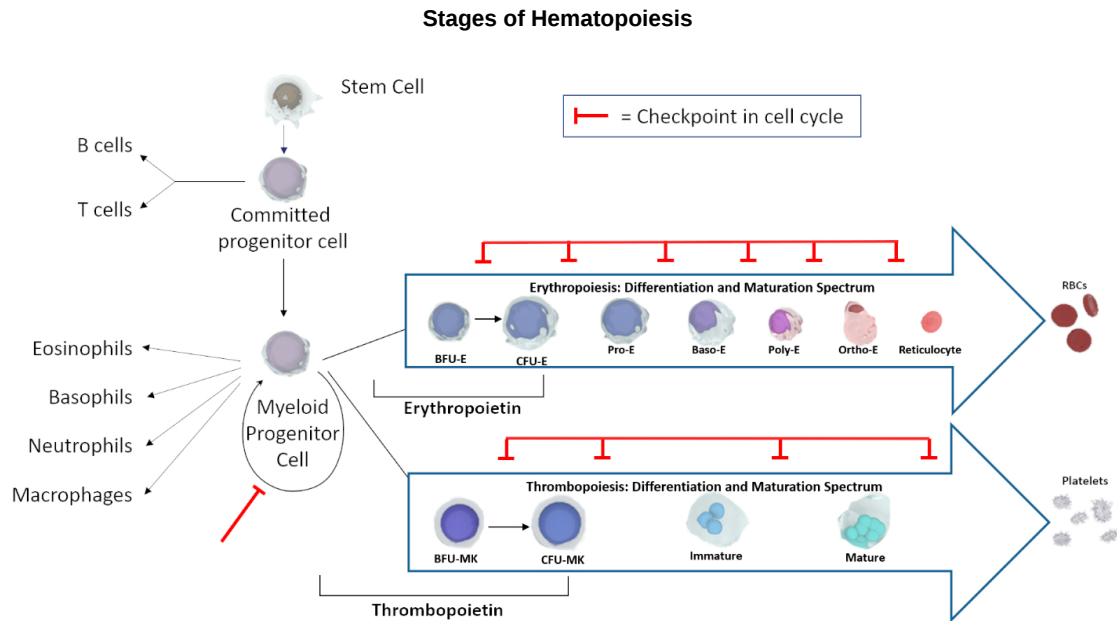 Stages of Hematopoiesis
Stem Cell
= Checkpoint in cell cycle
B cells
T cells
Committed
progenitor cell
Erythropoiesis: Differentiation and Maturation Spectrum
RBCs
BFU-E
CFU-E
Pro-E
Baso-E
Poly-E
Ortho-E
Reticulocyte
Erythropoietin
Eosinophils
Basophils
Neutrophils
Macrophages
Myeloid
Progenitor
Cell
Thrombopoiesis: Differentiation and Maturation Spectrum
Platelets
BFU-MK
CFU-MK
Immature
Mature
Thrombopoietin